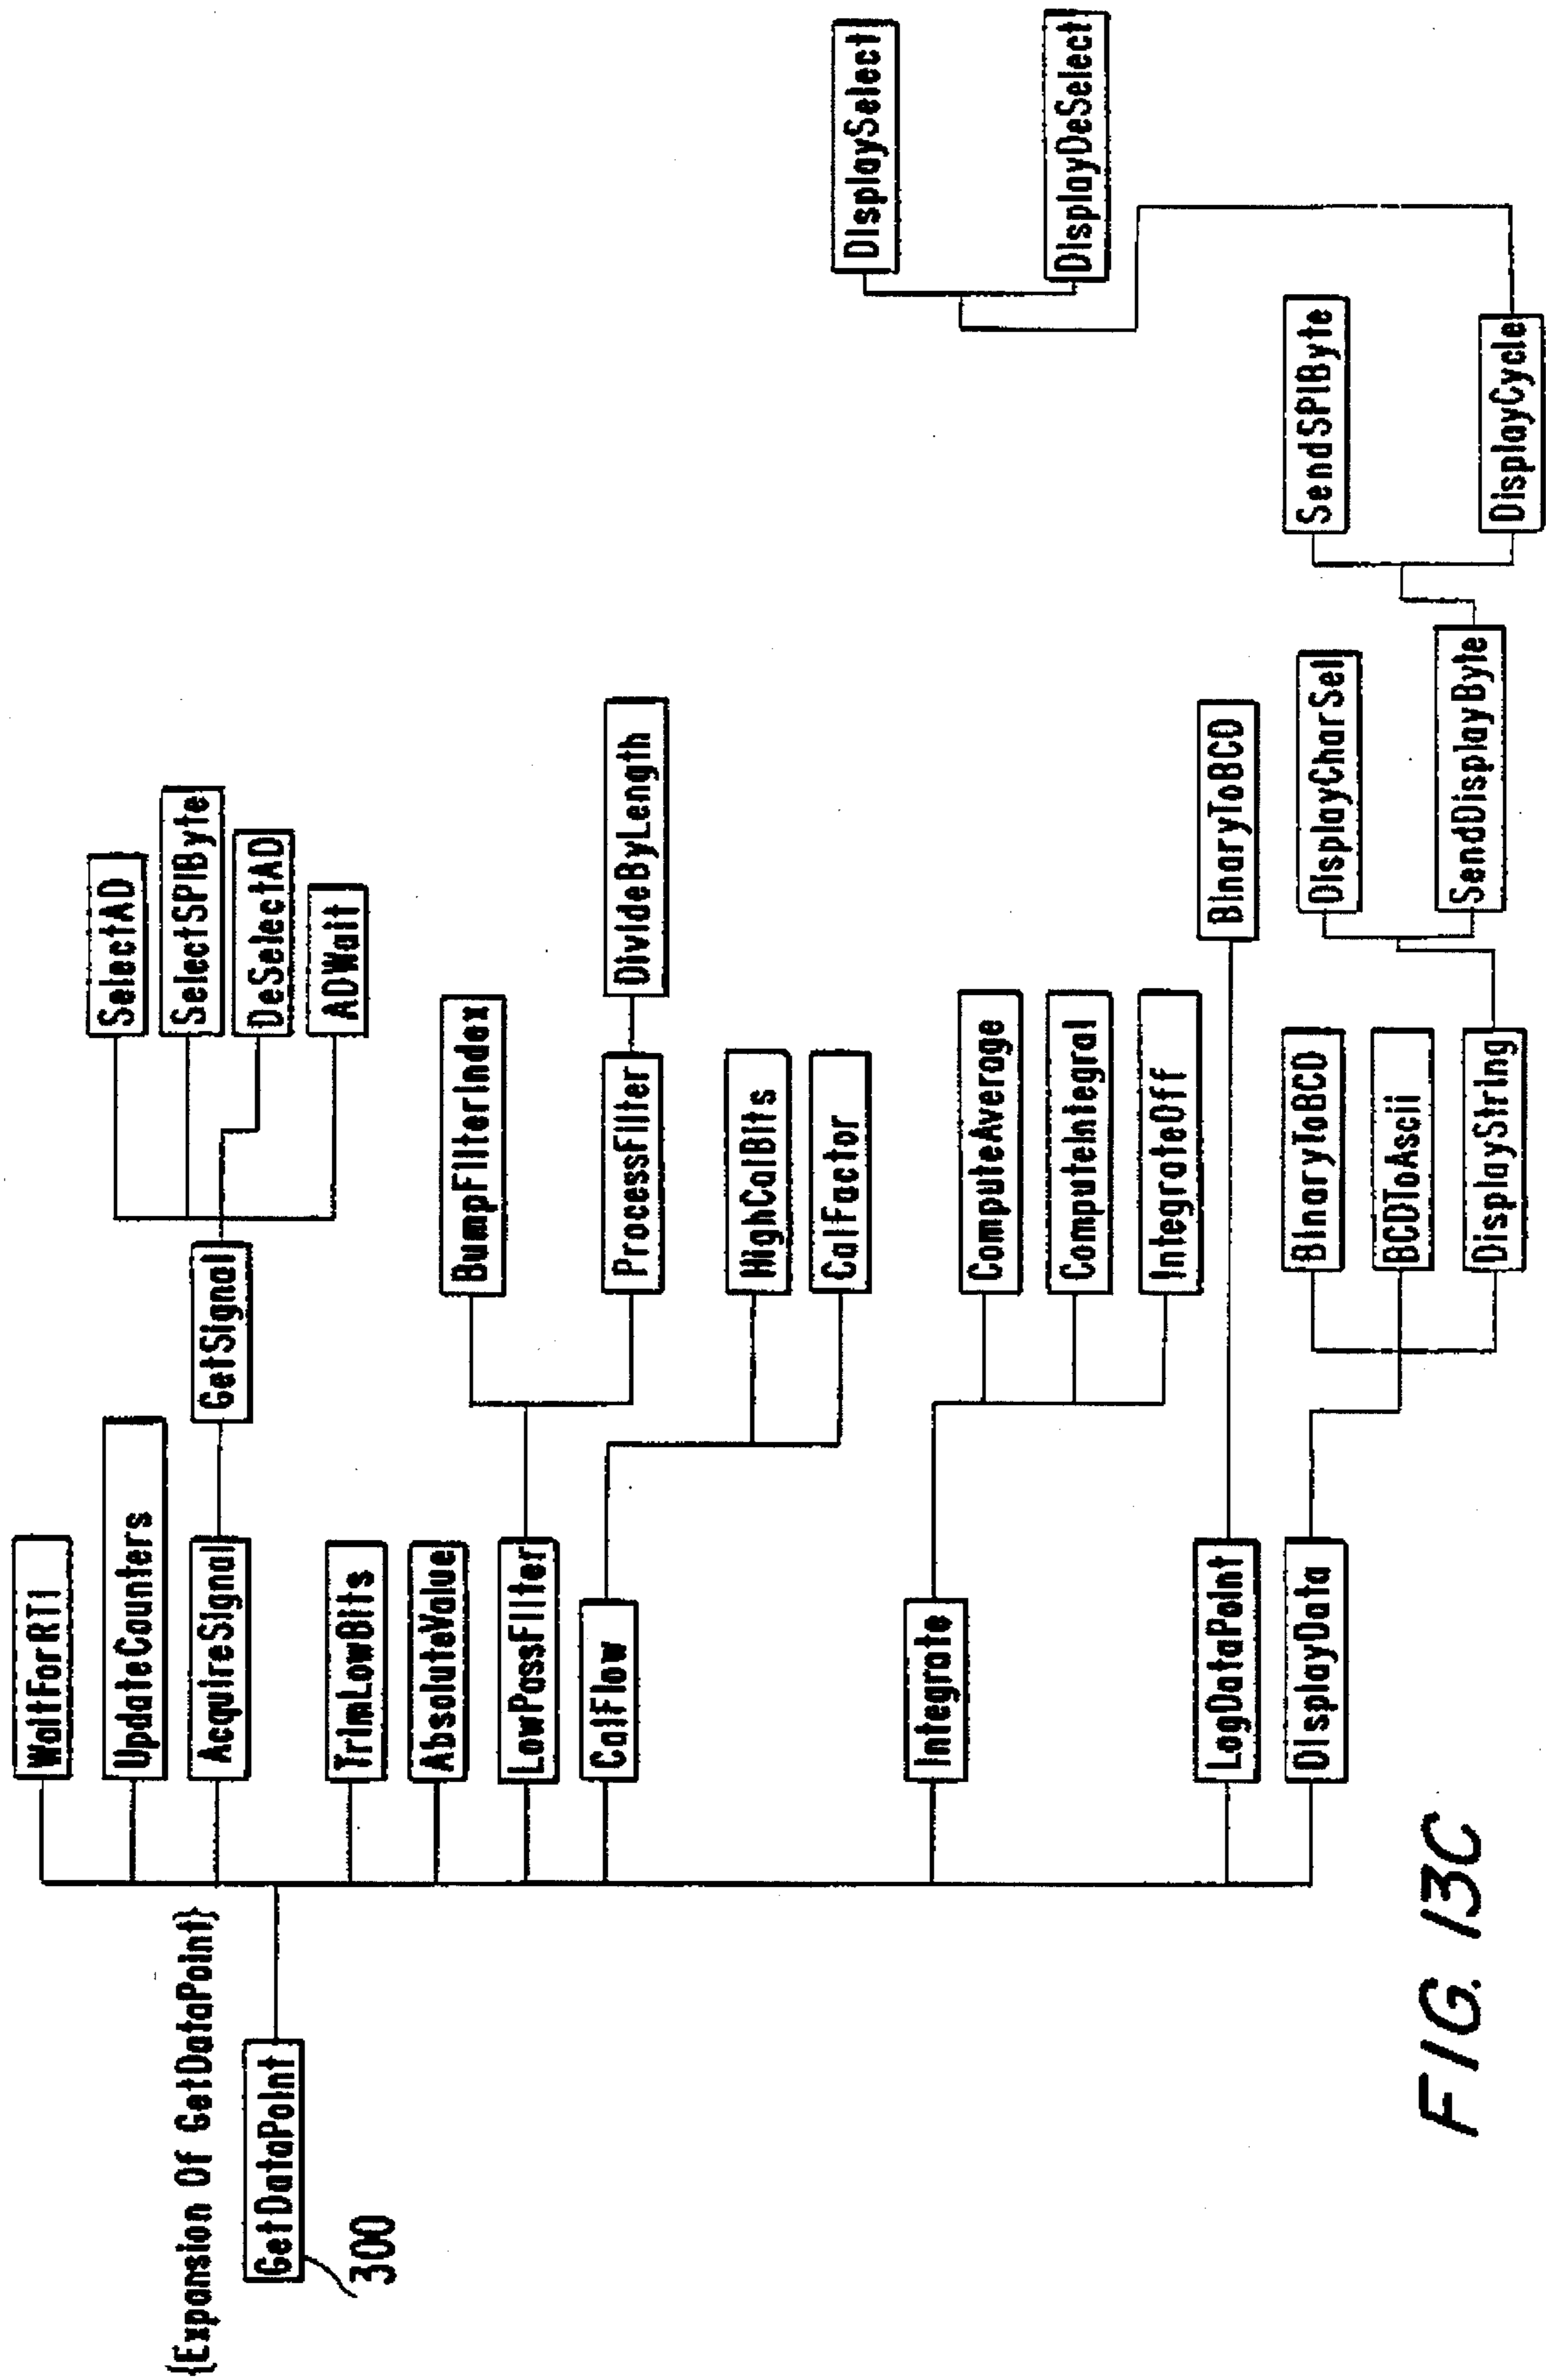 {Expansion Of GetDataPoint}
GetDataPoint
300
WaitForRTI
UpdateCounters
AcquireSignal
GetSignal
SelectAD
SelectSPIByte
DeSelectAD
ADWait
TrimLowBits
AbsoluteValue
LowPassFilter
BumpFilterIndex
ProcessFilter
DivideByLength
CalFlow
HighCalBits
CalFactor
Integrate
ComputeAverage
ComputeIntegral
IntegrateOff
LogDataPoint
BinaryToBCD
DisplayData
BinaryToBCD
BCDToAscii
DisplayString
DisplayCharSel
SendDisplayByte
SendSPIByte
DisplayCycle
DisplaySelect
DisplayDeSelect
FIG. 13C